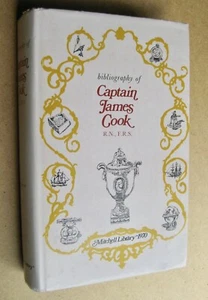 bibliography of
Captain
James
Cook
R.N., F.R.S.
Mitchell Library 1970